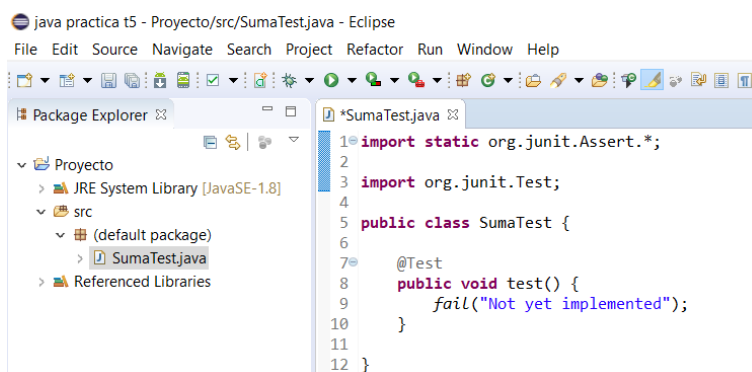 java practica t5 - Proyecto/src/SumaTest.java - Eclipse
File Edit Source Navigate Search Project Refactor Run Window Help
Package Explorer
Proyecto
JRE System Library [JavaSE-1.8]
src
(default package)
SumaTest.java
Referenced Libraries
*SumaTest.java
1 import static org.junit.Assert.*;
2
3 import org.junit.Test;
4
5 public class SumaTest {
6
7 @Test
8 public void test() {
9 fail("Not yet implemented");
10 }
11
12 }